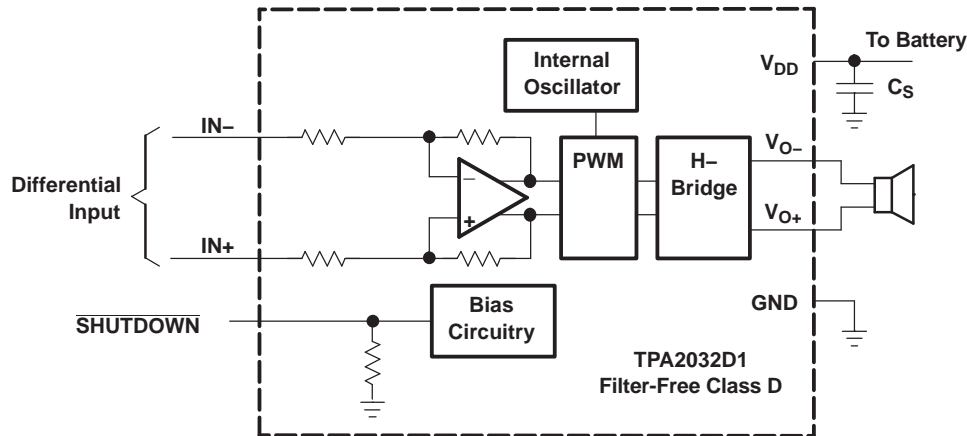 To Battery
Internal
Oscillator
VDD
CS
IN–
Differential
Input
IN+
–
+
PWM
H–
Bridge
VO–
VO+
SHUTDOWN
Bias
Circuitry
GND
TPA2032D1
Filter-Free Class D